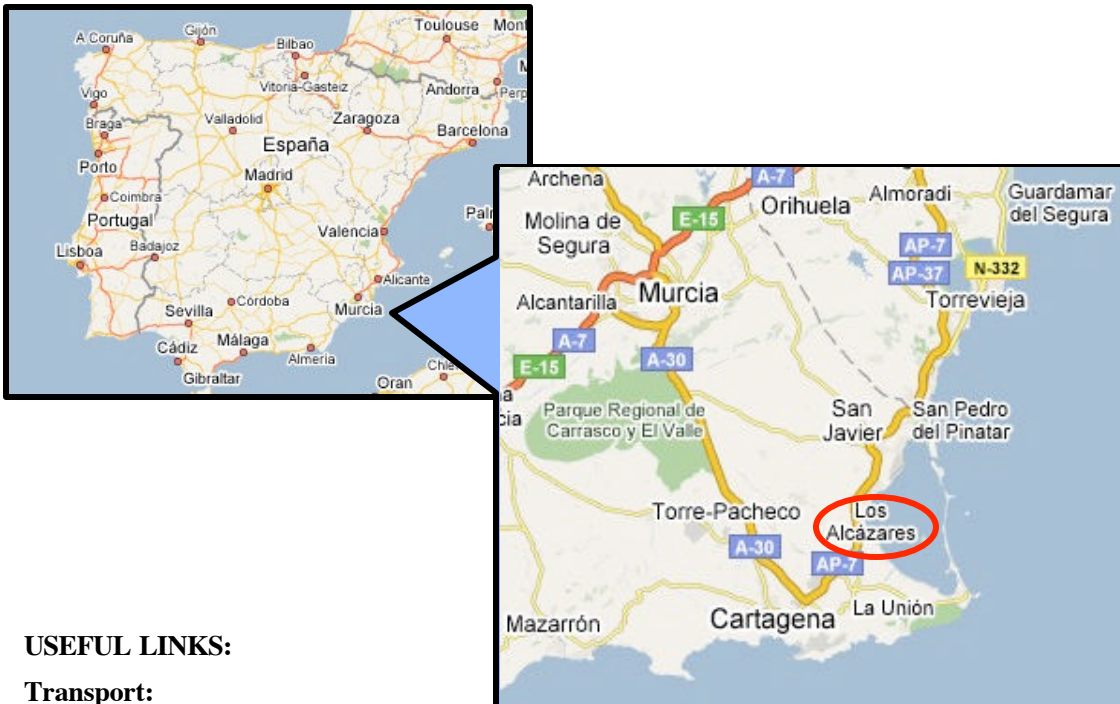 A Coruña
Gijón
Bilbao
Toulouse
Vigo
Vitoria-Gasteiz
Andorra
Braga
Valladolid
Zaragoza
Barcelona
España
Porto
Madrid
Coimbra
Portugal
Valencia
Lisboa
Badajoz
Alicante
Córdoba
Murcia
Sevilla
Cádiz
Málaga
Almeria
Gibraltar
Oran
Archena
A-7
Almoradi
Guardamar
del Segura
Orihuela
E-15
Molina de
Segura
AP-7
AP-37
N-332
Alcantarilla
Murcia
Torrevieja
A-7
A-30
E-15
Parque Regional de
Carrasco y El Valle
San
Javier
San Pedro
del Pinatar
Torre-Pacheco
Los
Alcázares
A-30
AP-7
La Unión
Cartagena
Mazarrón
USEFUL LINKS:
Transport: